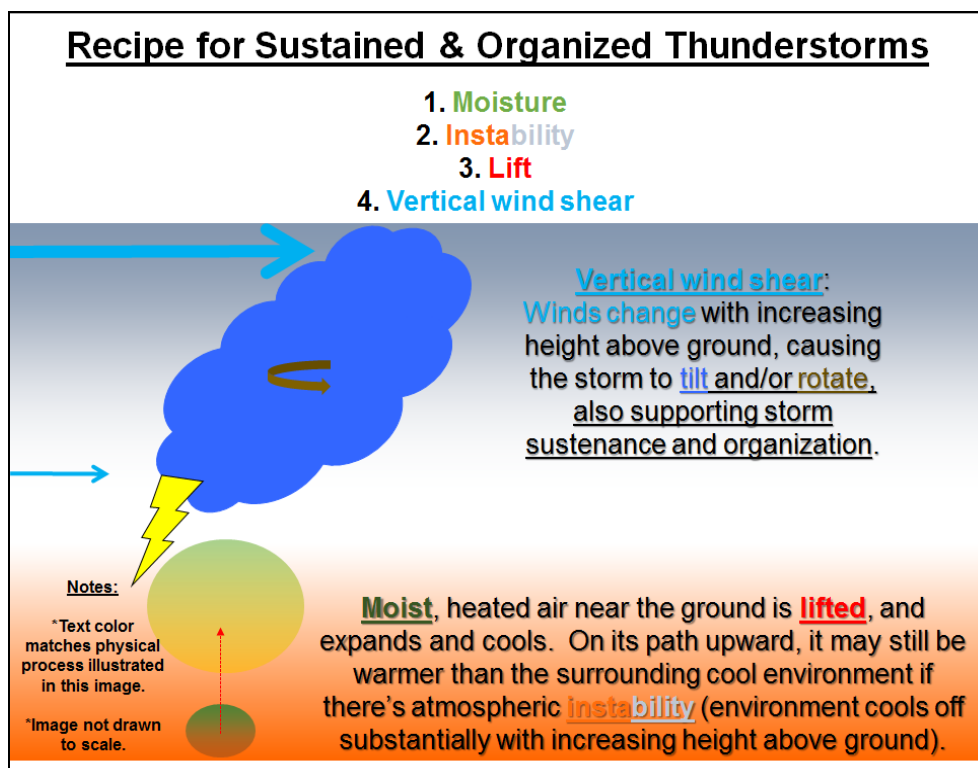 Recipe for Sustained & Organized Thunderstorms
1. Moisture
2. Instability
3. Lift
4. Vertical wind shear
Vertical wind shear:
Winds change with increasing
height above ground, causing
the storm to tilt and/or rotate,
also supporting storm
sustenance and organization.
Notes:
*Text color
matches physical
process illustrated
in this image.
*Image not drawn
to scale.
Moist, heated air near the ground is lifted, and
expands and cools.  On its path upward, it may still be
warmer than the surrounding cool environment if
there's atmospheric instability (environment cools off
substantially with increasing height above ground).